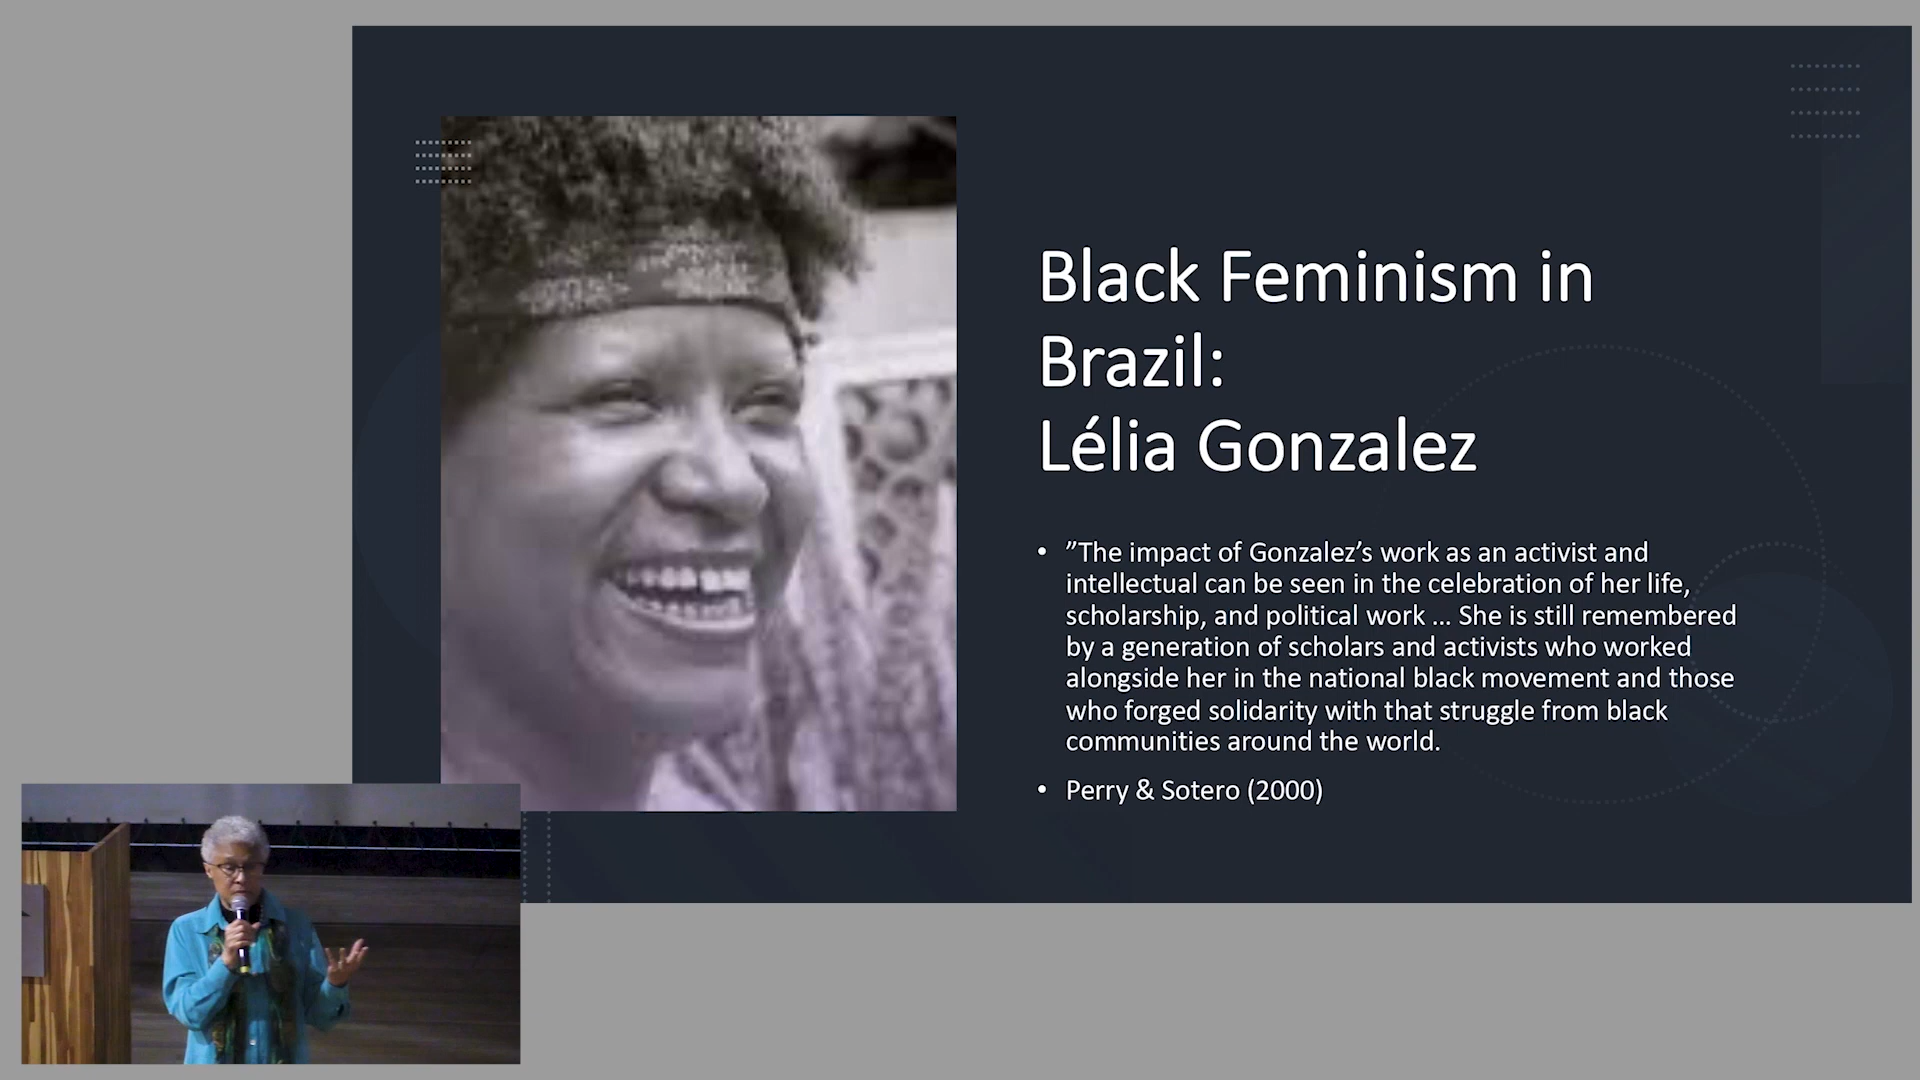 Black Feminism in
Brazil:
Lélia Gonzalez
• ”The impact of Gonzalez’s work as an activist and
intellectual can be seen in the celebration of her life,
scholarship, and political work ... She is still remembered
by a generation of scholars and activists who worked
alongside her in the national black movement and those
who forged solidarity with that struggle from black
communities around the world.
• Perry & Sotero (2000)